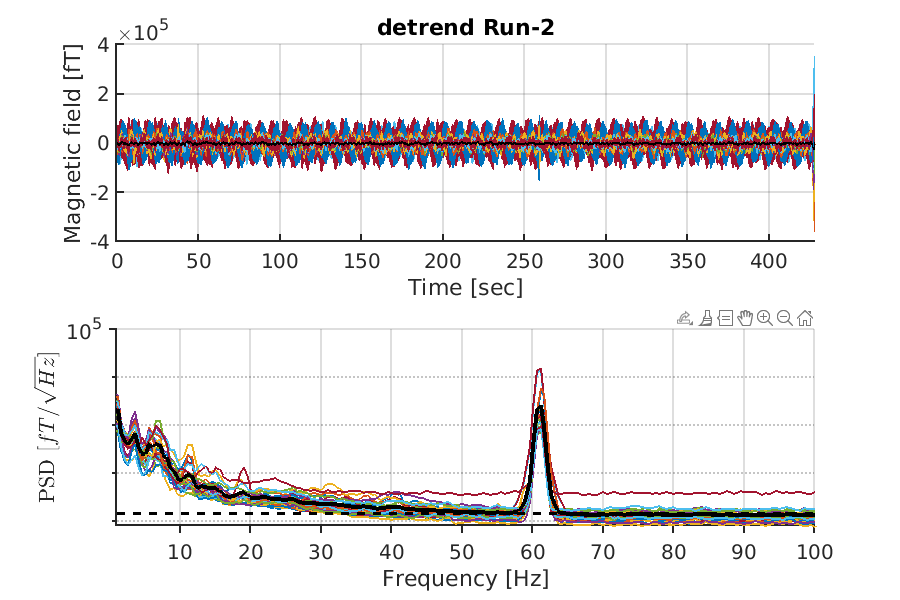 detrend Run-2
×10^5
Magnetic field [fT]
4
2
0
-2
-4
0 50 100 150 200 250 300 350 400
Time [sec]
10^5
PSD [fT/√Hz]
10 20 30 40 50 60 70 80 90 100
Frequency [Hz]